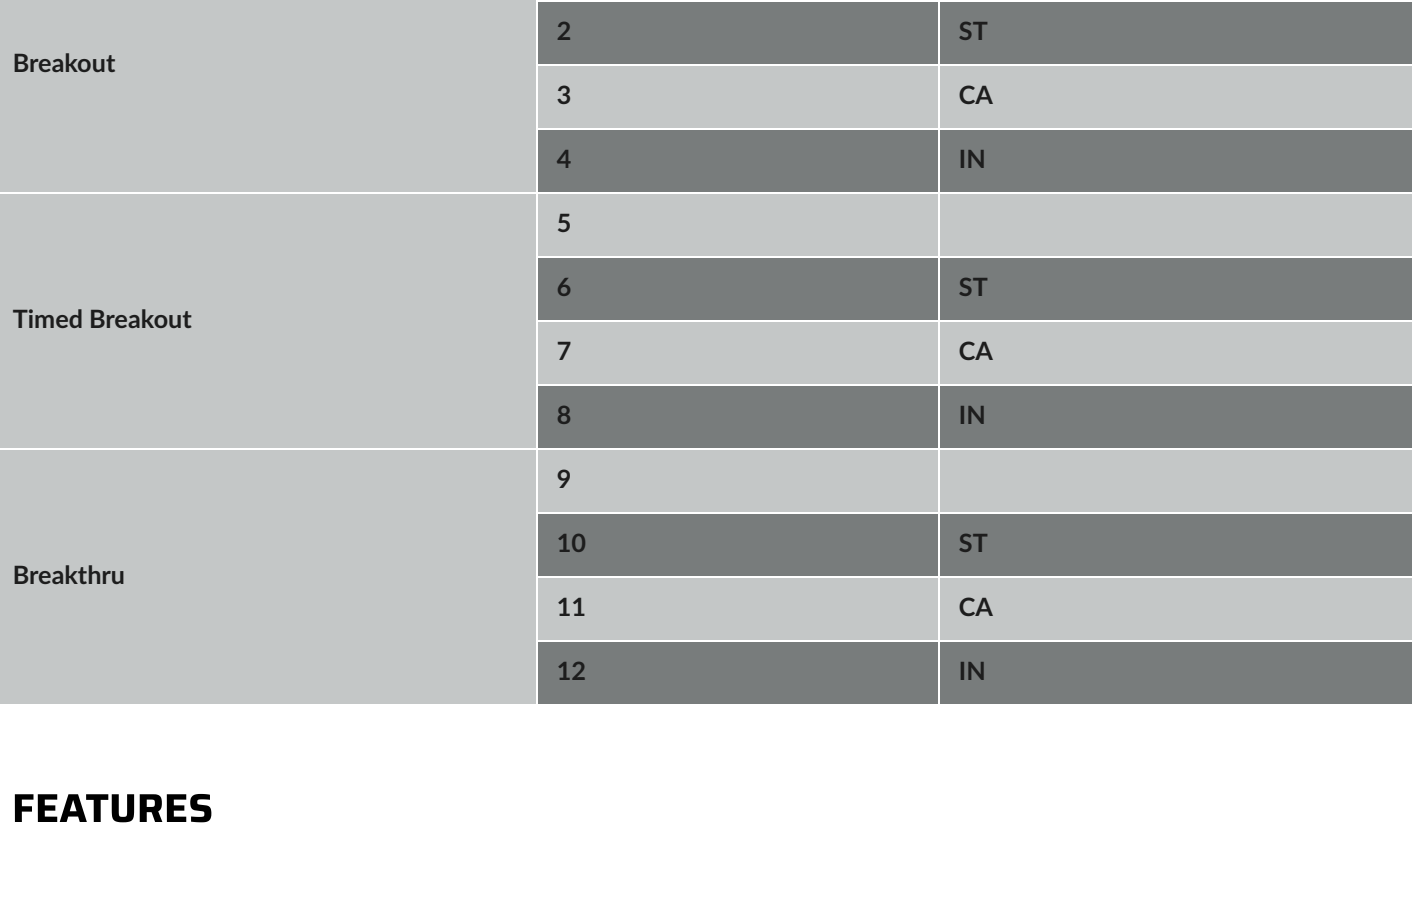 2 ST
Breakout
3 CA
4 IN
5
6 ST
Timed Breakout
7 CA
8 IN
9
10 ST
Breakthru
11 CA
12 IN
FEATURES